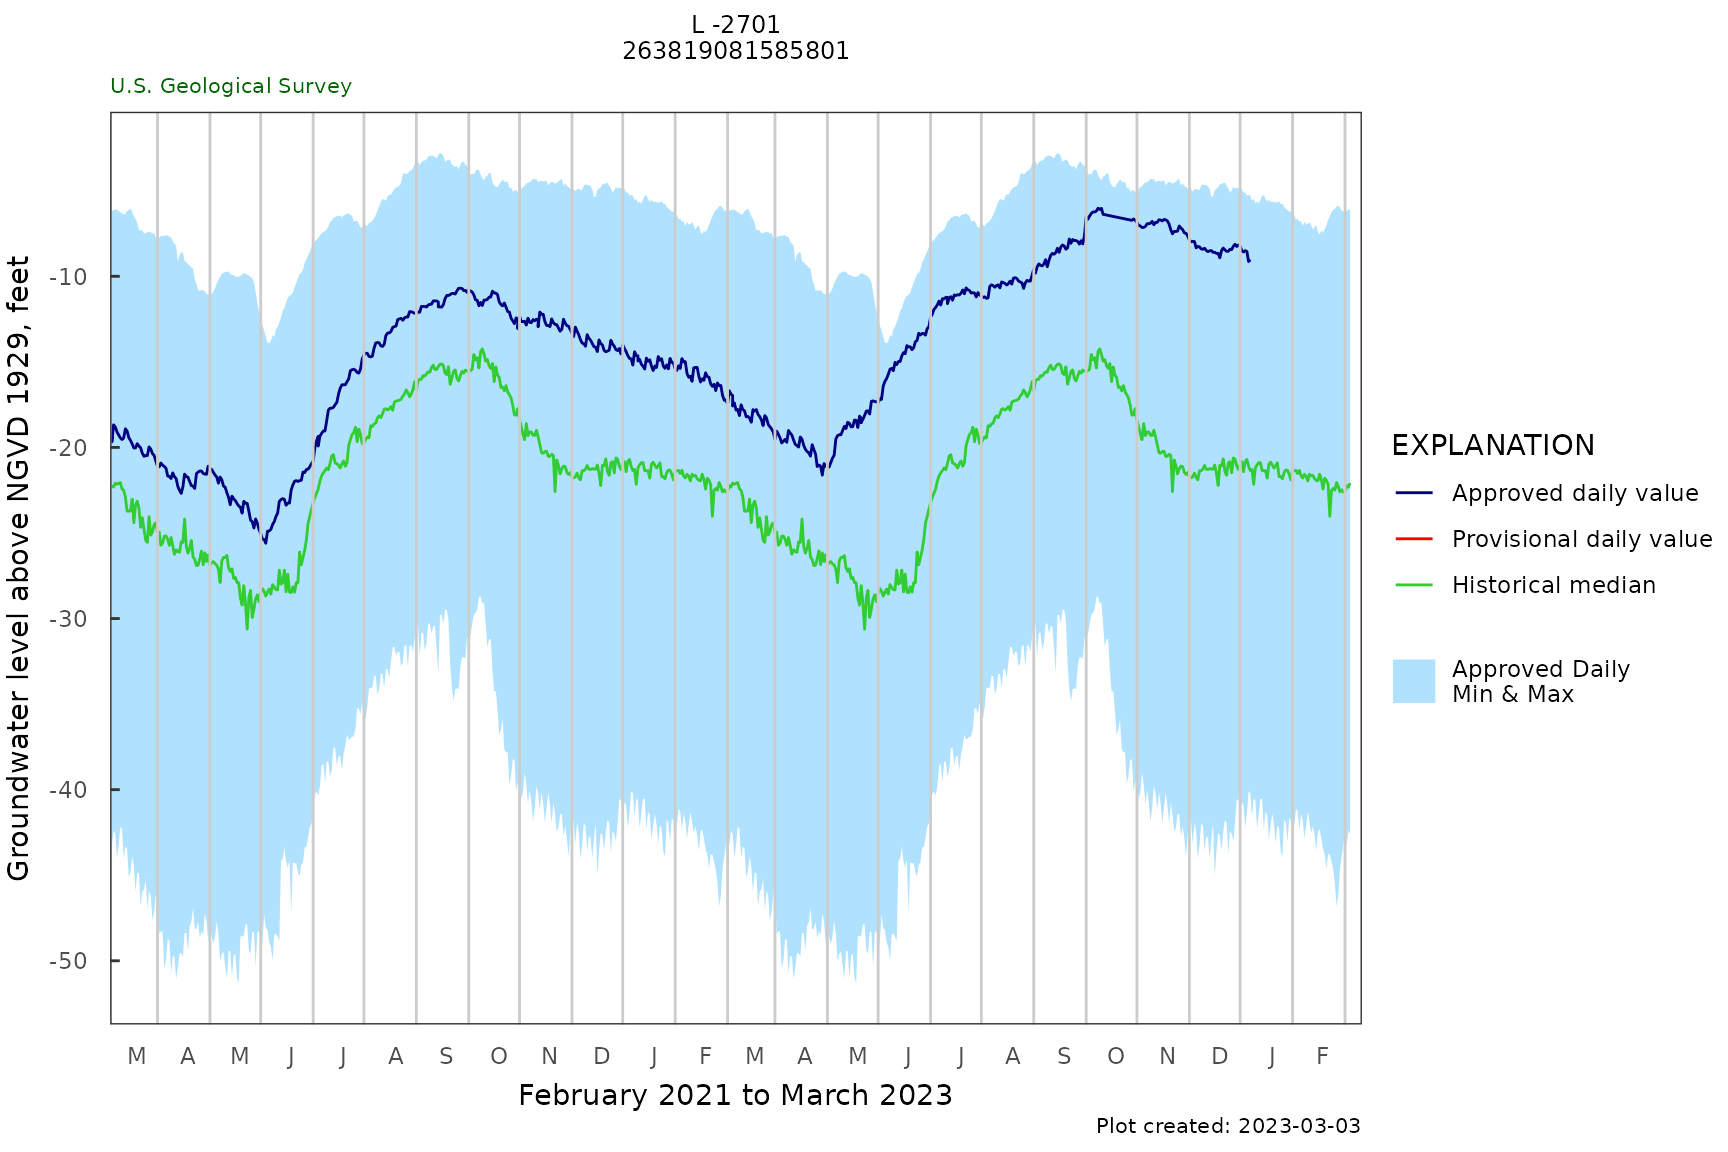 L -2701
263819081585801
U.S. Geological Survey
Groundwater level above NGVD 1929, feet
-10
-20
-30
-40
-50
M A M J J A S O N D J F M A M J J A S O N D J F
February 2021 to March 2023
Plot created: 2023-03-03
EXPLANATION
Approved daily value
Provisional daily value
Historical median
Approved Daily
Min & Max